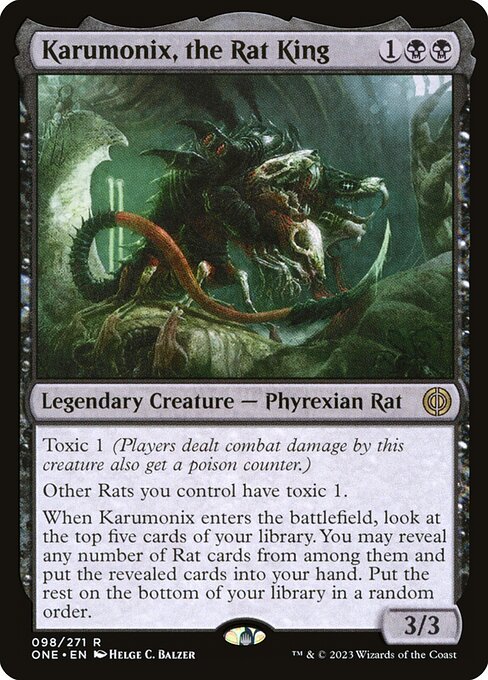 Karumonix, the Rat King 1
Legendary Creature — Phyrexian Rat
Toxic 1 (Players dealt combat damage by this
creature also get a poison counter.)
Other Rats you control have toxic 1.
When Karumonix enters the battlefield, look at
the top five cards of your library. You may reveal
any number of Rat cards from among them and
put the revealed cards into your hand. Put the
rest on the bottom of your library in a random
order.
3/3
098/271 R
ONE • EN Helge C. Balzer
™ & © 2023 Wizards of the Coast